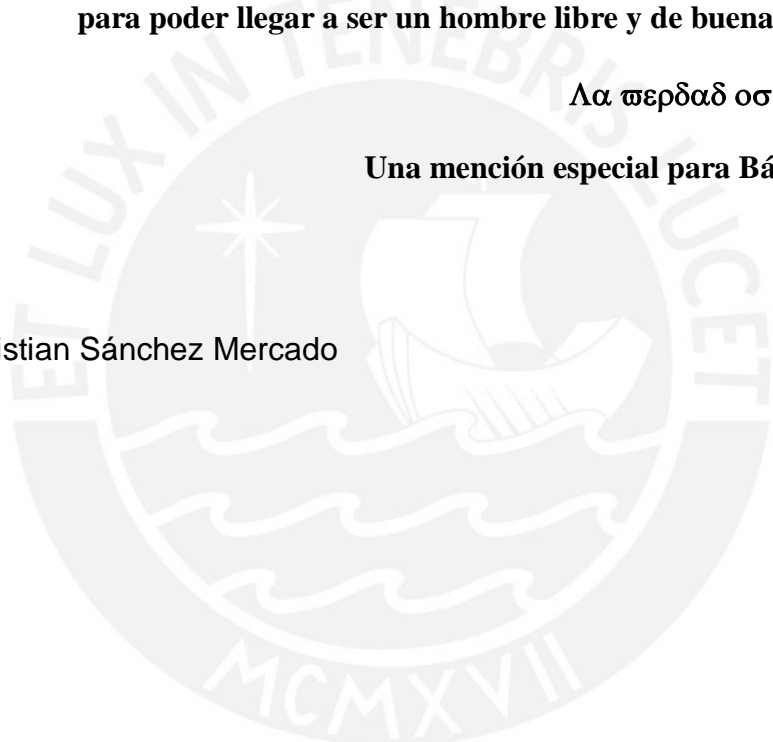 para poder llegar a ser un hombre libre y de buena
Λα ϖερδαδ οσ
Una mención especial para Bá
istian Sánchez Mercado
ET LUX IN TENEBRIS LUCET
MCMXVII